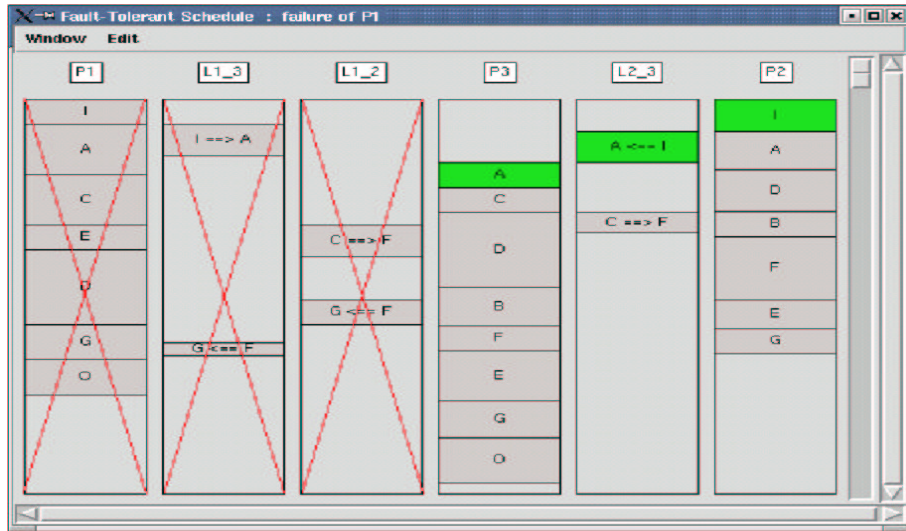 Fault-Tolerant Schedule : failure of P1
Window Edit
P1 L1_3 L1_2 P3 L2_3 P2
I
A
C
E
D
G
O
I ==> A
G <== F
C ==> F
G <== F
A
C
D
B
F
E
G
O
A <== I
C ==> F
I
A
D
B
F
E
G